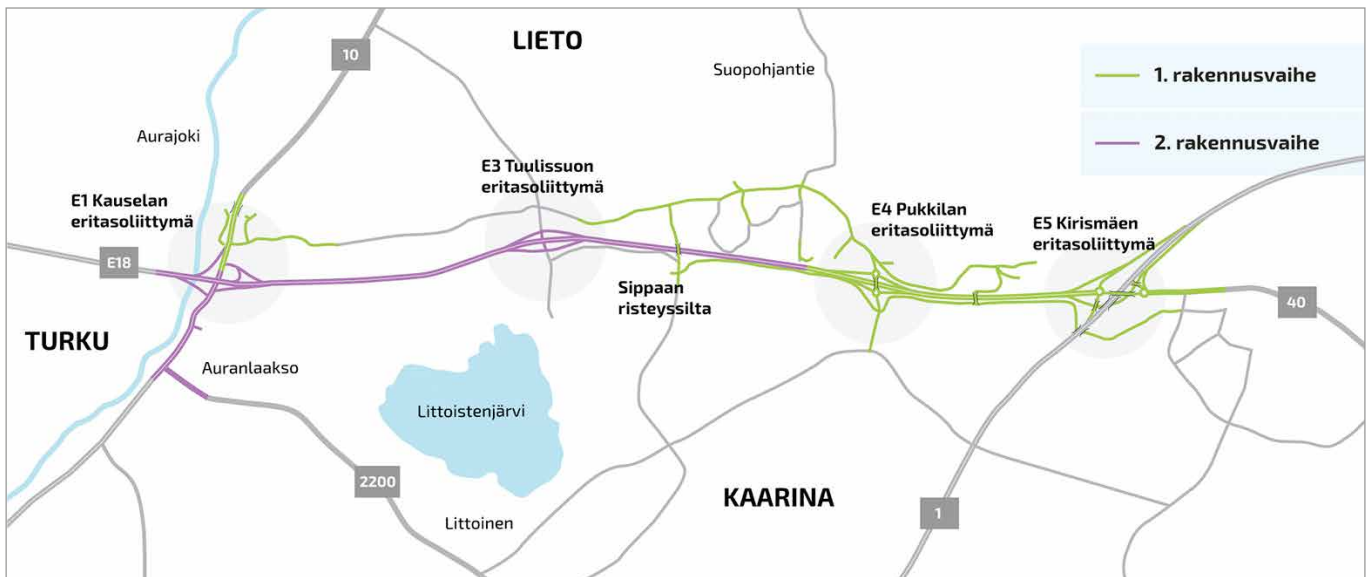 LIETO
10
Suopohjantie
1. rakennusvaihe
2. rakennusvaihe
Aurajoki
E3 Tuulissuon
eritasoliittymä
E1 Kauselan
eritasoliittymä
E4 Pukkilan
eritasoliittymä
E5 Kirismäen
eritasoliittymä
E18
Sippaan
risteyssilta
40
TURKU
Auranlaakso
Littoistenjärvi
2200
KAARINA
1
Littoinen